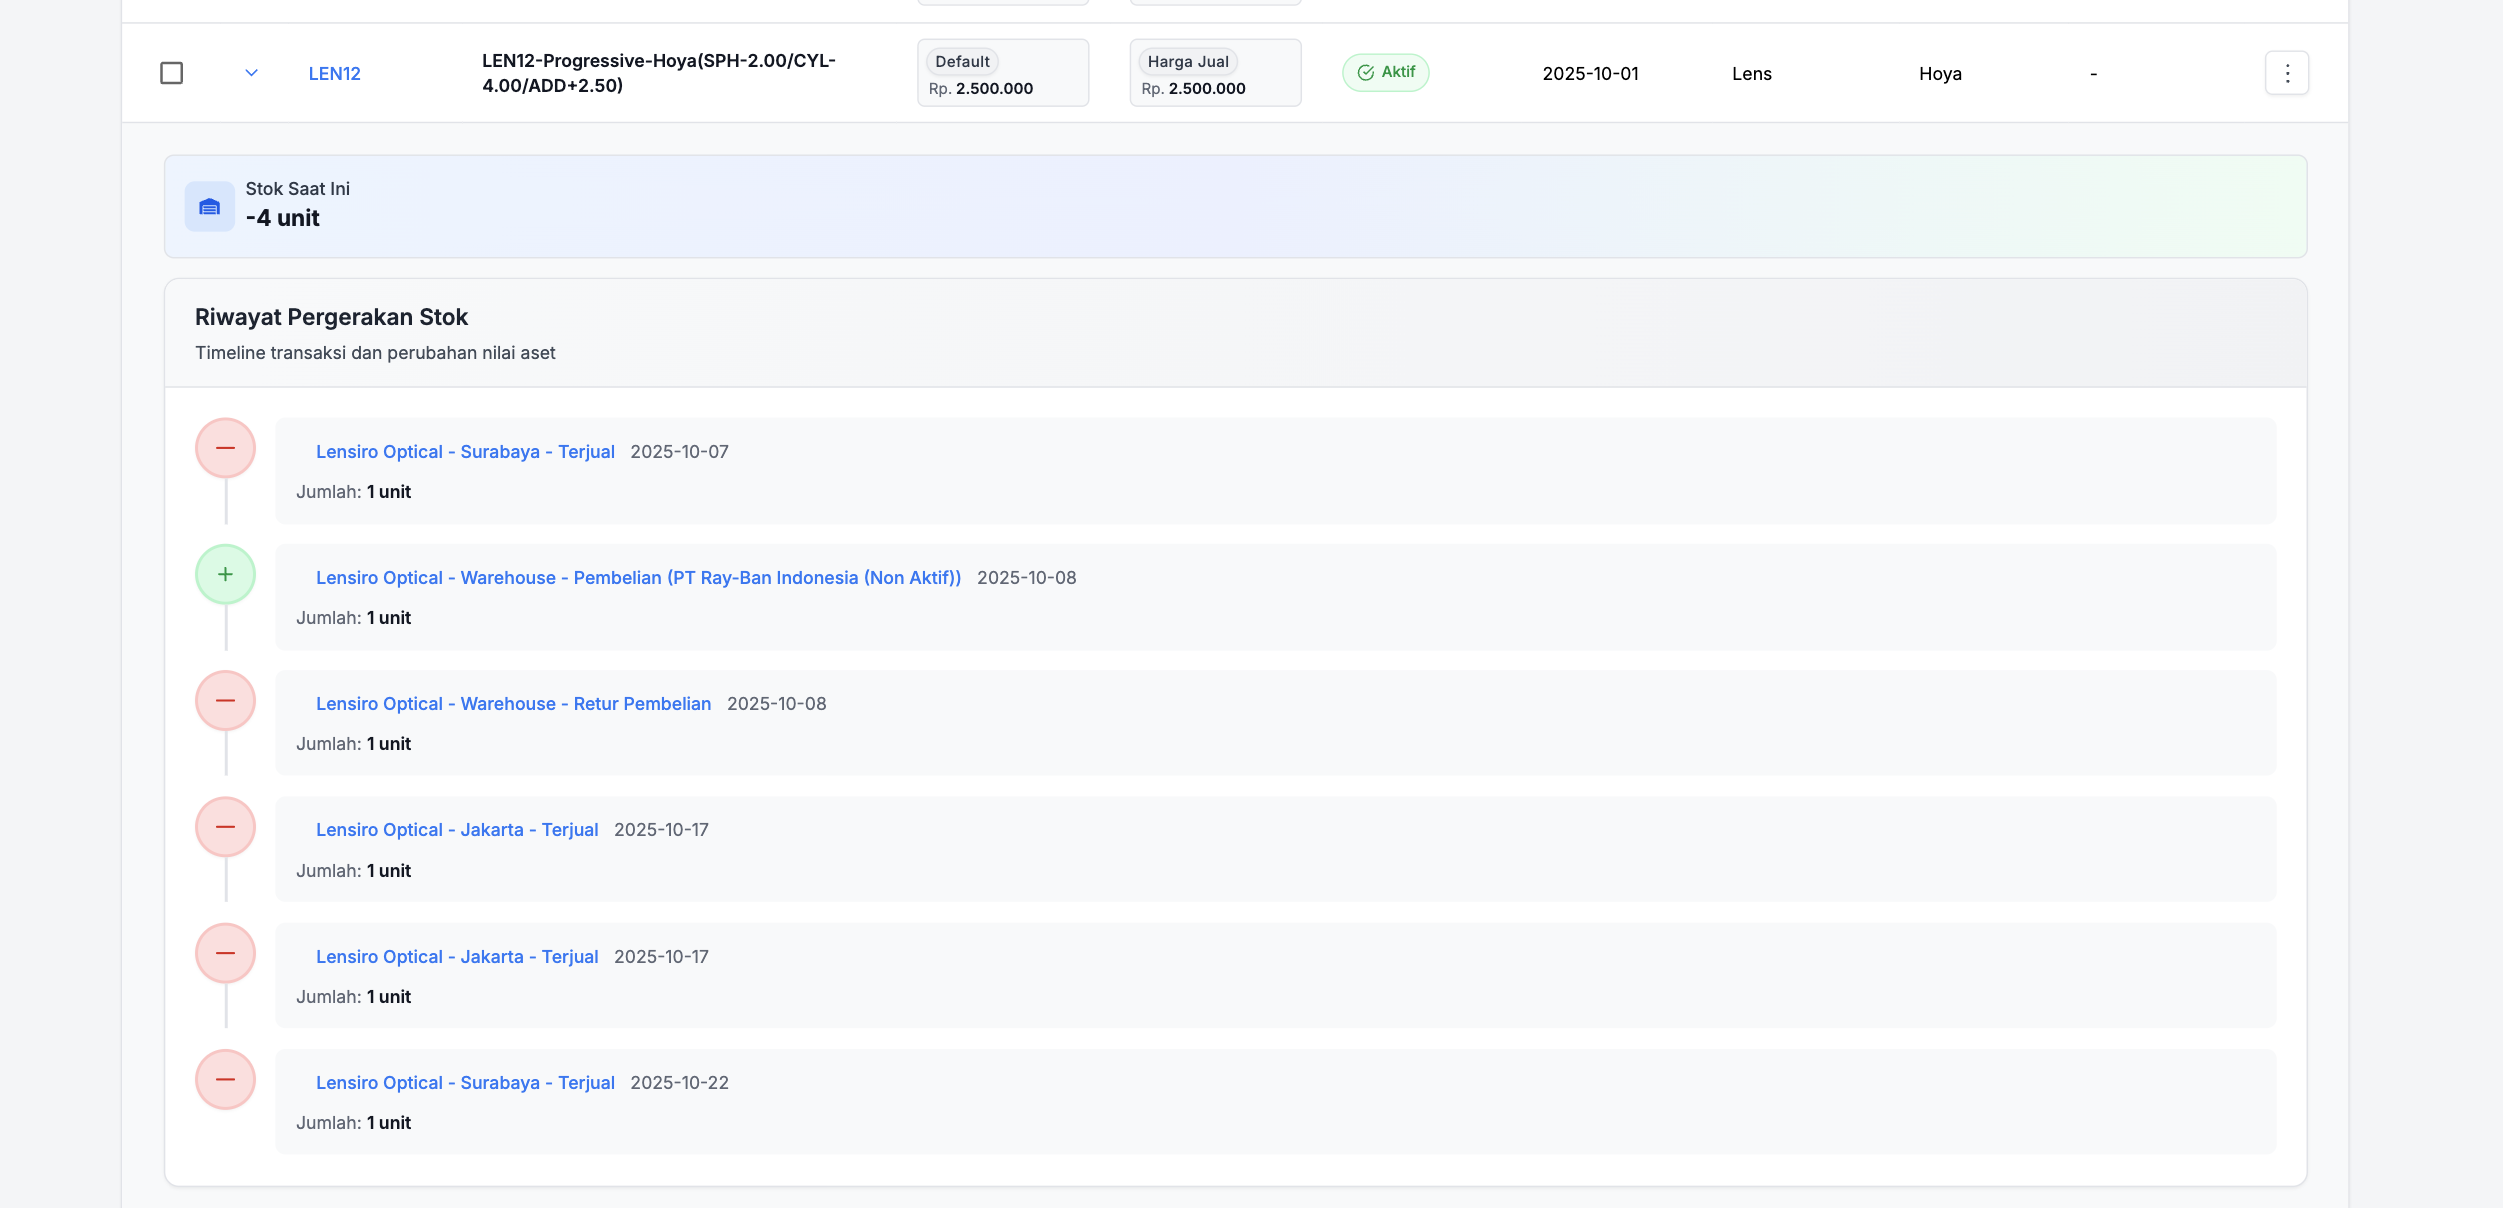 LEN12
LEN12-Progressive-Hoya(SPH-2.00/CYL-
4.00/ADD+2.50)
Default
Rp. 2.500.000
Harga Jual
Rp. 2.500.000
Aktif
2025-10-01
Lens
Hoya
-
Stok Saat Ini
-4 unit
Riwayat Pergerakan Stok
Timeline transaksi dan perubahan nilai aset
Lensiro Optical - Surabaya - Terjual 2025-10-07
Jumlah: 1 unit
Lensiro Optical - Warehouse - Pembelian (PT Ray-Ban Indonesia (Non Aktif)) 2025-10-08
Jumlah: 1 unit
Lensiro Optical - Warehouse - Retur Pembelian 2025-10-08
Jumlah: 1 unit
Lensiro Optical - Jakarta - Terjual 2025-10-17
Jumlah: 1 unit
Lensiro Optical - Jakarta - Terjual 2025-10-17
Jumlah: 1 unit
Lensiro Optical - Surabaya - Terjual 2025-10-22
Jumlah: 1 unit